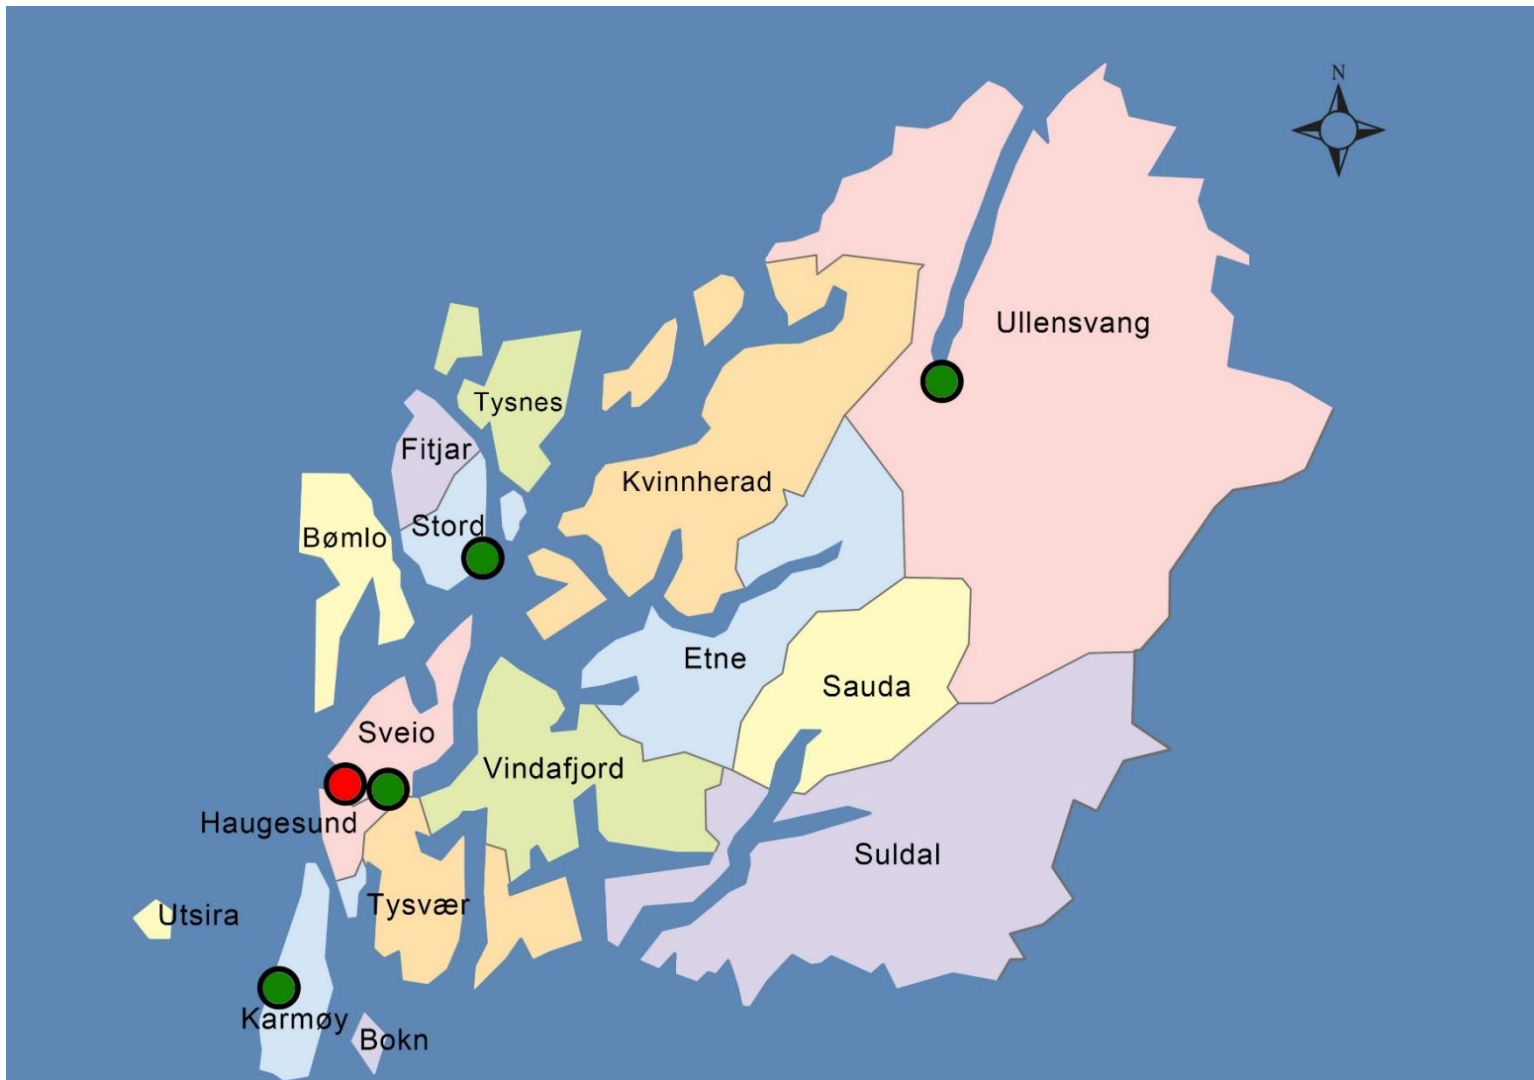 N
Ullensvang
Tysnes
Fitjar
Kvinnherad
Stord
Bømlo
Etne
Sauda
Sveio
Vindafjord
Haugesund
Suldal
Tysvær
Utsira
Karmøy
Bokn